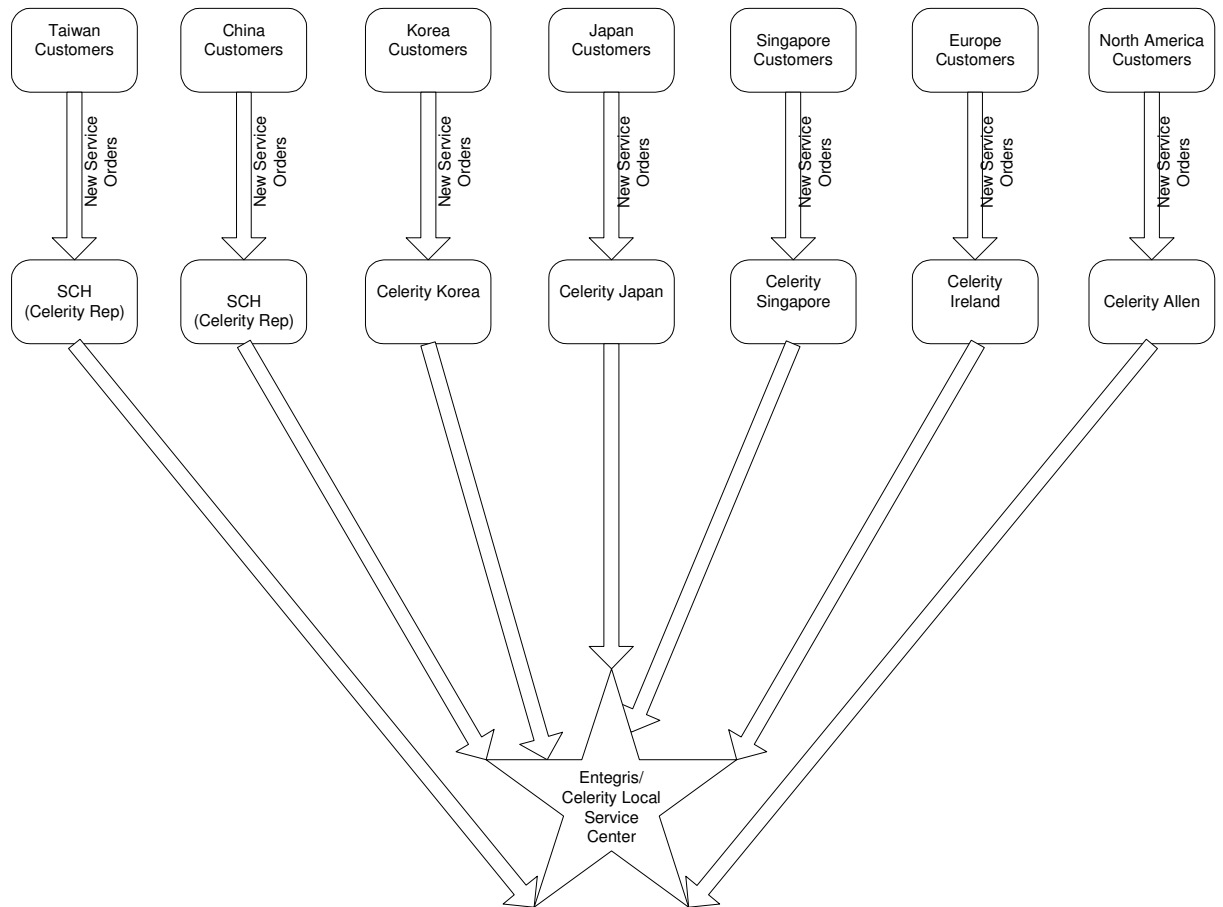 Taiwan
Customers
China
Customers
Korea
Customers
Japan
Customers
Singapore
Customers
Europe
Customers
North America
Customers
New Service
Orders
New Service
Orders
New Service
Orders
New Service
Orders
New Service
Orders
New Service
Orders
New Service
Orders
SCH
(Celerity Rep)
SCH
(Celerity Rep)
Celerity Korea
Celerity Japan
Celerity
Singapore
Celerity
Ireland
Celerity Allen
Entegris/
Celerity Local
Service
Center